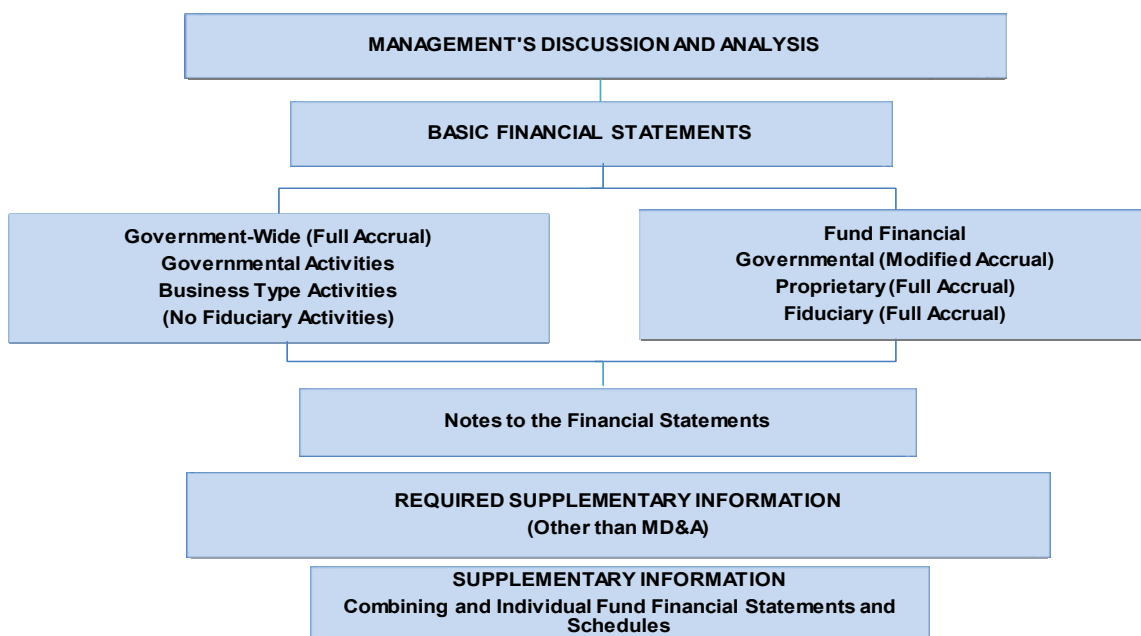 MANAGEMENT'S DISCUSSION AND ANALYSIS
BASIC FINANCIAL STATEMENTS
Government-Wide (Full Accrual)
Governmental Activities
Business Type Activities
(No Fiduciary Activities)
Fund Financial
Governmental (Modified Accrual)
Proprietary (Full Accrual)
Fiduciary (Full Accrual)
Notes to the Financial Statements
REQUIRED SUPPLEMENTARY INFORMATION
(Other than MD&A)
SUPPLEMENTARY INFORMATION
Combining and Individual Fund Financial Statements and
Schedules